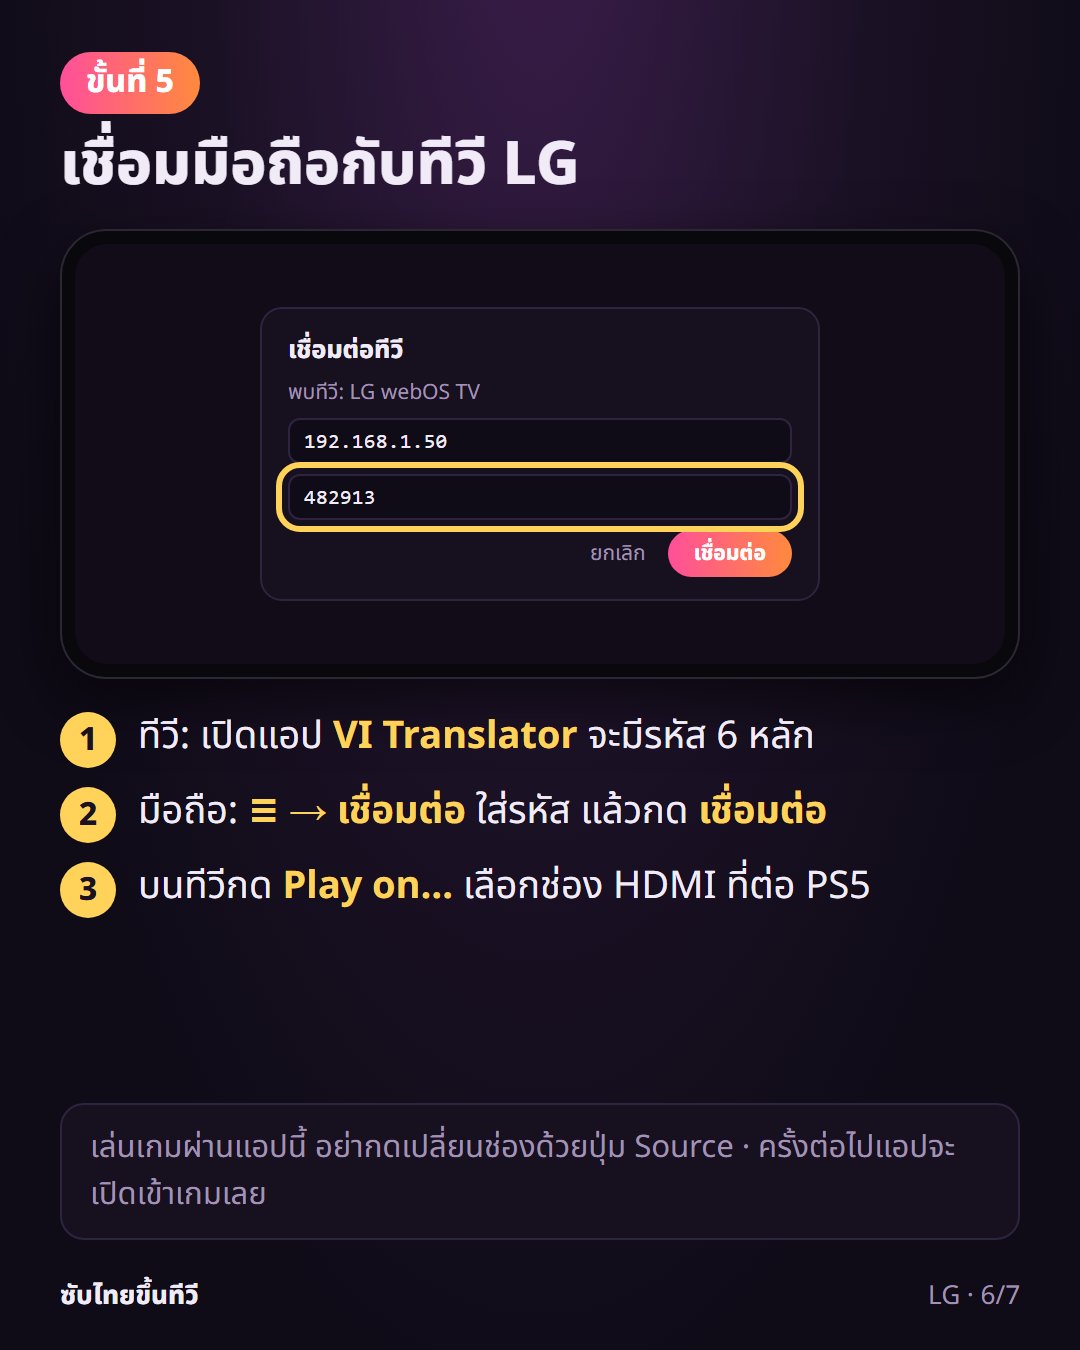 ขั้นที่ 5
เชื่อมมือถือกับทีวี LG
เชื่อมต่อทีวี
พบทีวี: LG webOS TV
192.168.1.50
482913
ยกเลิก เชื่อมต่อ
1 ทีวี: เปิดแอป VI Translator จะมีรหัส 6 หลัก
2 มือถือ: ☰ → เชื่อมต่อ ใส่รหัส แล้วกด เชื่อมต่อ
3 บนทีวีกด Play on... เลือกช่อง HDMI ที่ต่อ PS5
เล่นเกมผ่านแอปนี้ อย่ากดเปลี่ยนช่องด้วยปุ่ม Source · ครั้งต่อไปแอปจะ
เปิดเข้าเกมเลย
ซับไทยขึ้นทีวี
LG · 6/7